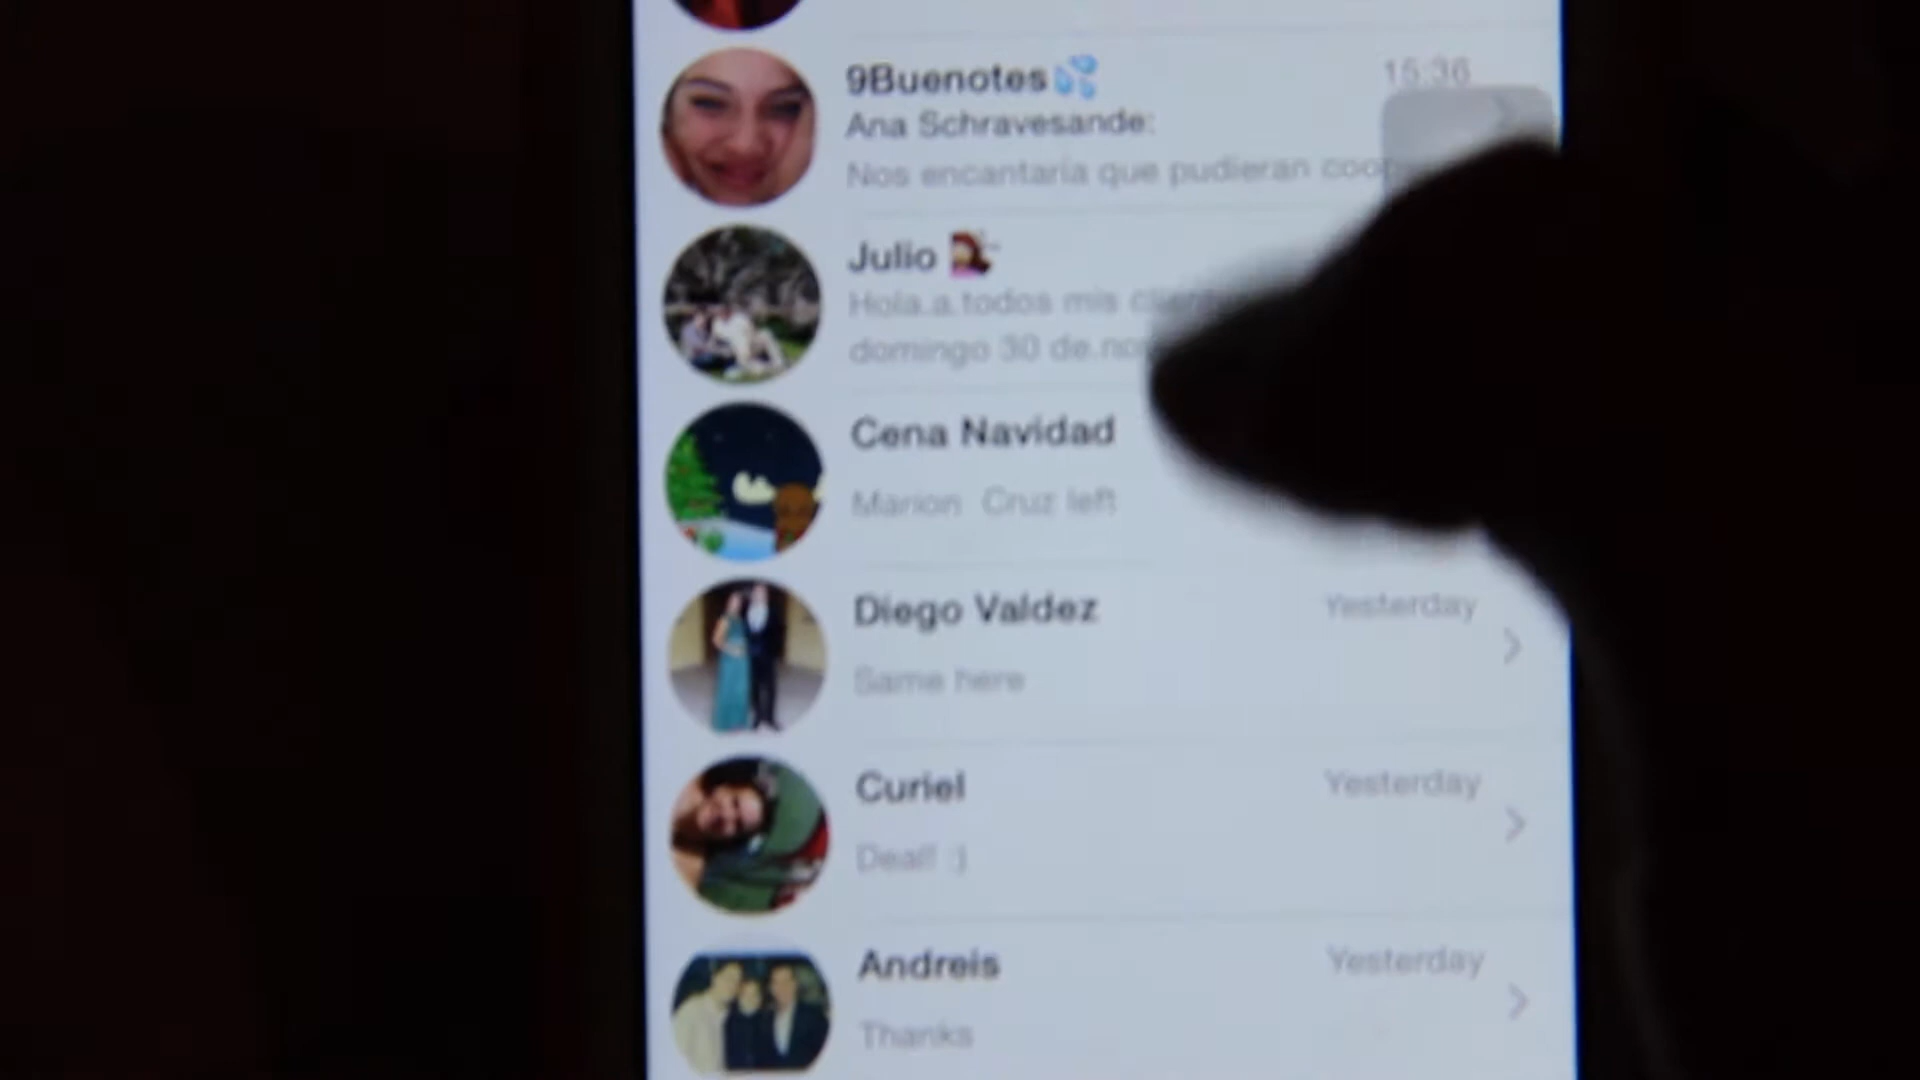 9Buenotes💦
15:36
Ana Schravesande:
Nos encantaria que pudieran
Julio 💇
Hola.a.todos mis
domingo 30 de.
Cena Navidad
Marion Cruz left
Diego Valdez
Yesterday
Same here
Curiel
Yesterday
Deal! :)
Andreis
Yesterday
Thanks